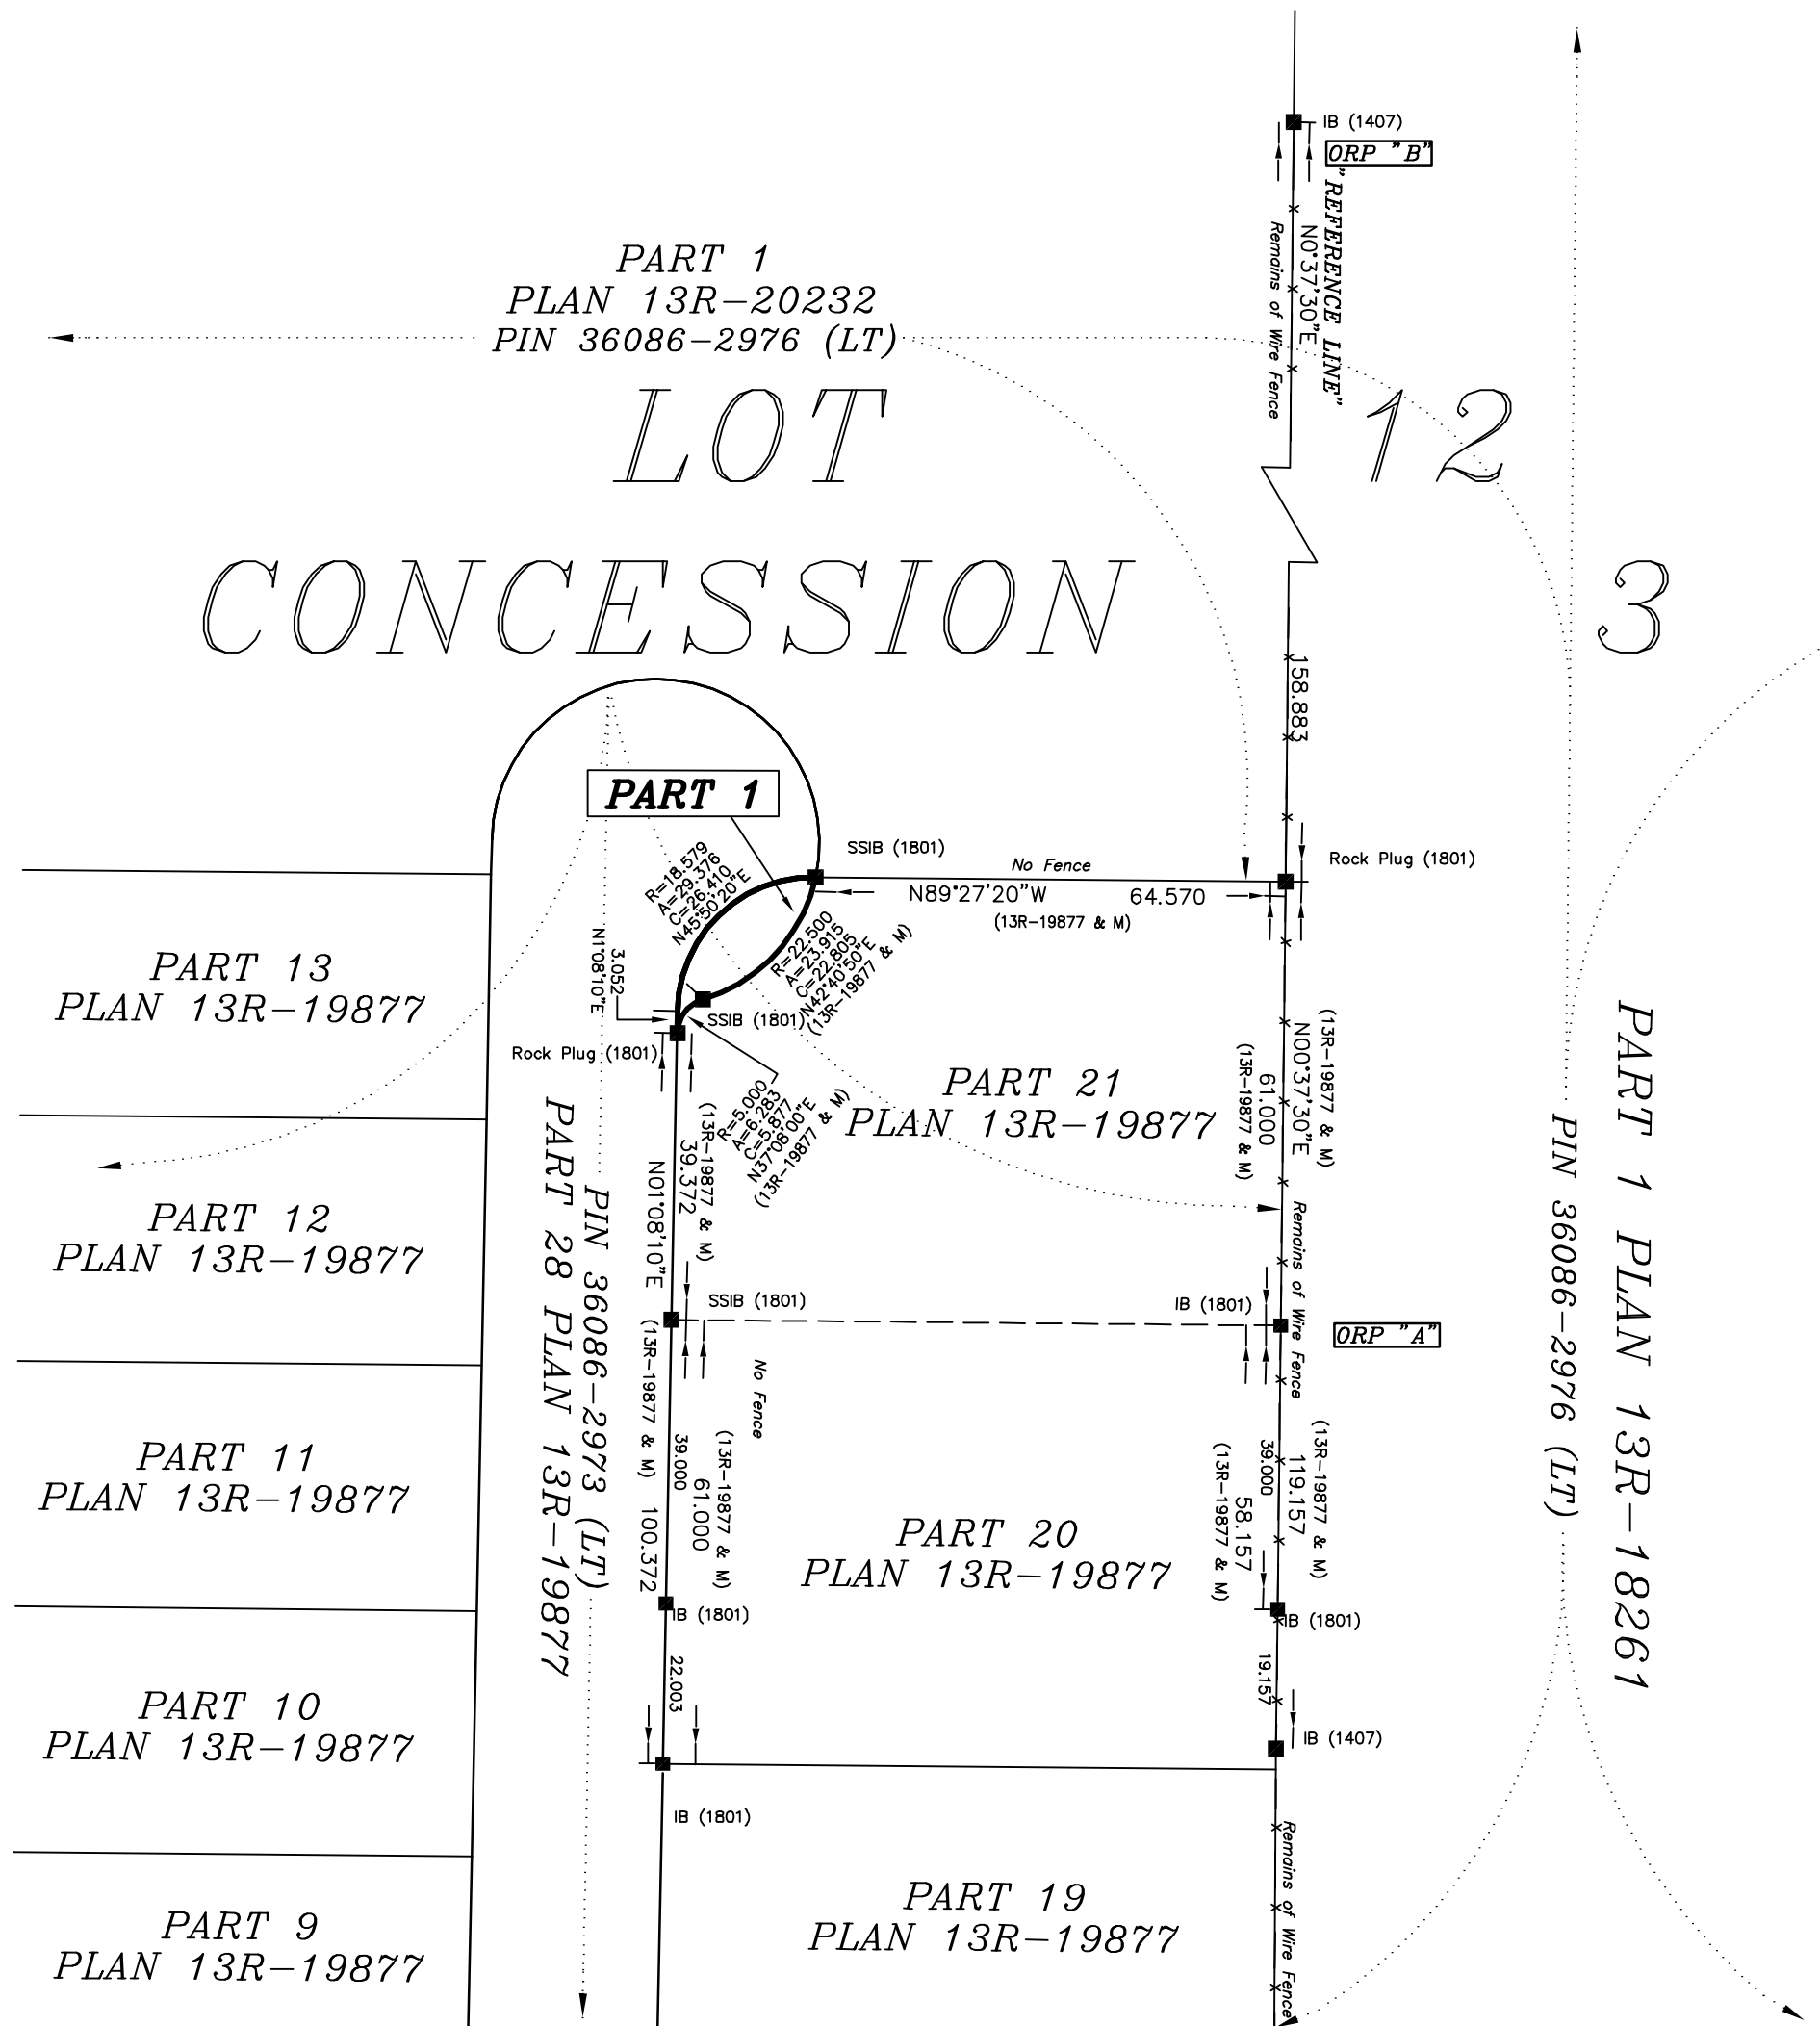 IB (1407)
ORP "B"
"REFERENCE LINE"
N0°37'30"E
Remains of Wire Fence
PART 1
PLAN 13R-20232
PIN 36086-2976 (LT)
LOT 12
CONCESSION 3
158.883
PART 1
SSIB (1801)
No Fence
Rock Plug (1801)
N89°27'20"W 64.570
(13R-19877 & M)
R=18.579
A=29.376
C=26.410
N45°50'20"E
R=22.500
A=23.915
C=22.805
N42°40'50"E
(13R-19877 & M)
3.052
N1°08'10"E
SSIB (1801)
Rock Plug (1801)
R=5.000
A=6.283
C=5.877
N37°08'00"E
(13R-19877 & M)
PART 13
PLAN 13R-19877
PART 21
PLAN 13R-19877
(13R-19877 & M)
N00°37'30"E
61.000
(13R-19877 & M)
(13R-19877 & M)
39.372
N01°08'10"E
PART 12
PLAN 13R-19877
PIN 36086-2973 (LT)
PART 28 PLAN 13R-19877
PART 1 PLAN 13R-18261
PIN 36086-2976 (LT)
Remains of Wire Fence
SSIB (1801)
IB (1801)
ORP "A"
No Fence
(13R-19877 & M) 100.372
39.000
61.000
(13R-19877 & M)
(13R-19877 & M)
119.157
39.000
58.157
(13R-19877 & M)
PART 11
PLAN 13R-19877
PART 20
PLAN 13R-19877
IB (1801)
IB (1801)
22.003
19.157
PART 10
PLAN 13R-19877
IB (1407)
IB (1801)
Remains of Wire Fence
PART 19
PLAN 13R-19877
PART 9
PLAN 13R-19877